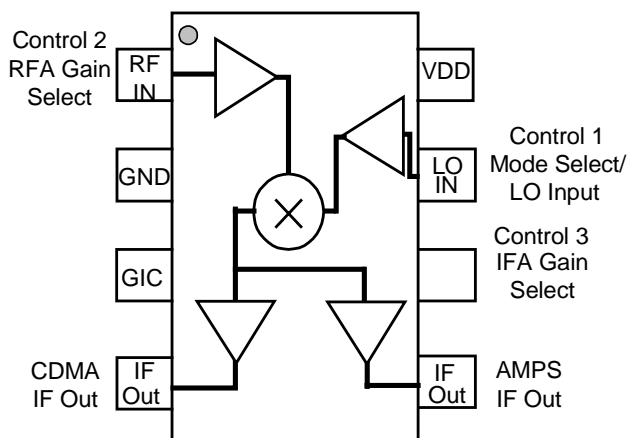 Control 2
RFA Gain
Select
RF
IN
VDD
GND
Control 1
Mode Select/
LO Input
LO
IN
GIC
Control 3
IFA Gain
Select
CDMA
IF Out
IF
Out
IF
Out
AMPS
IF Out